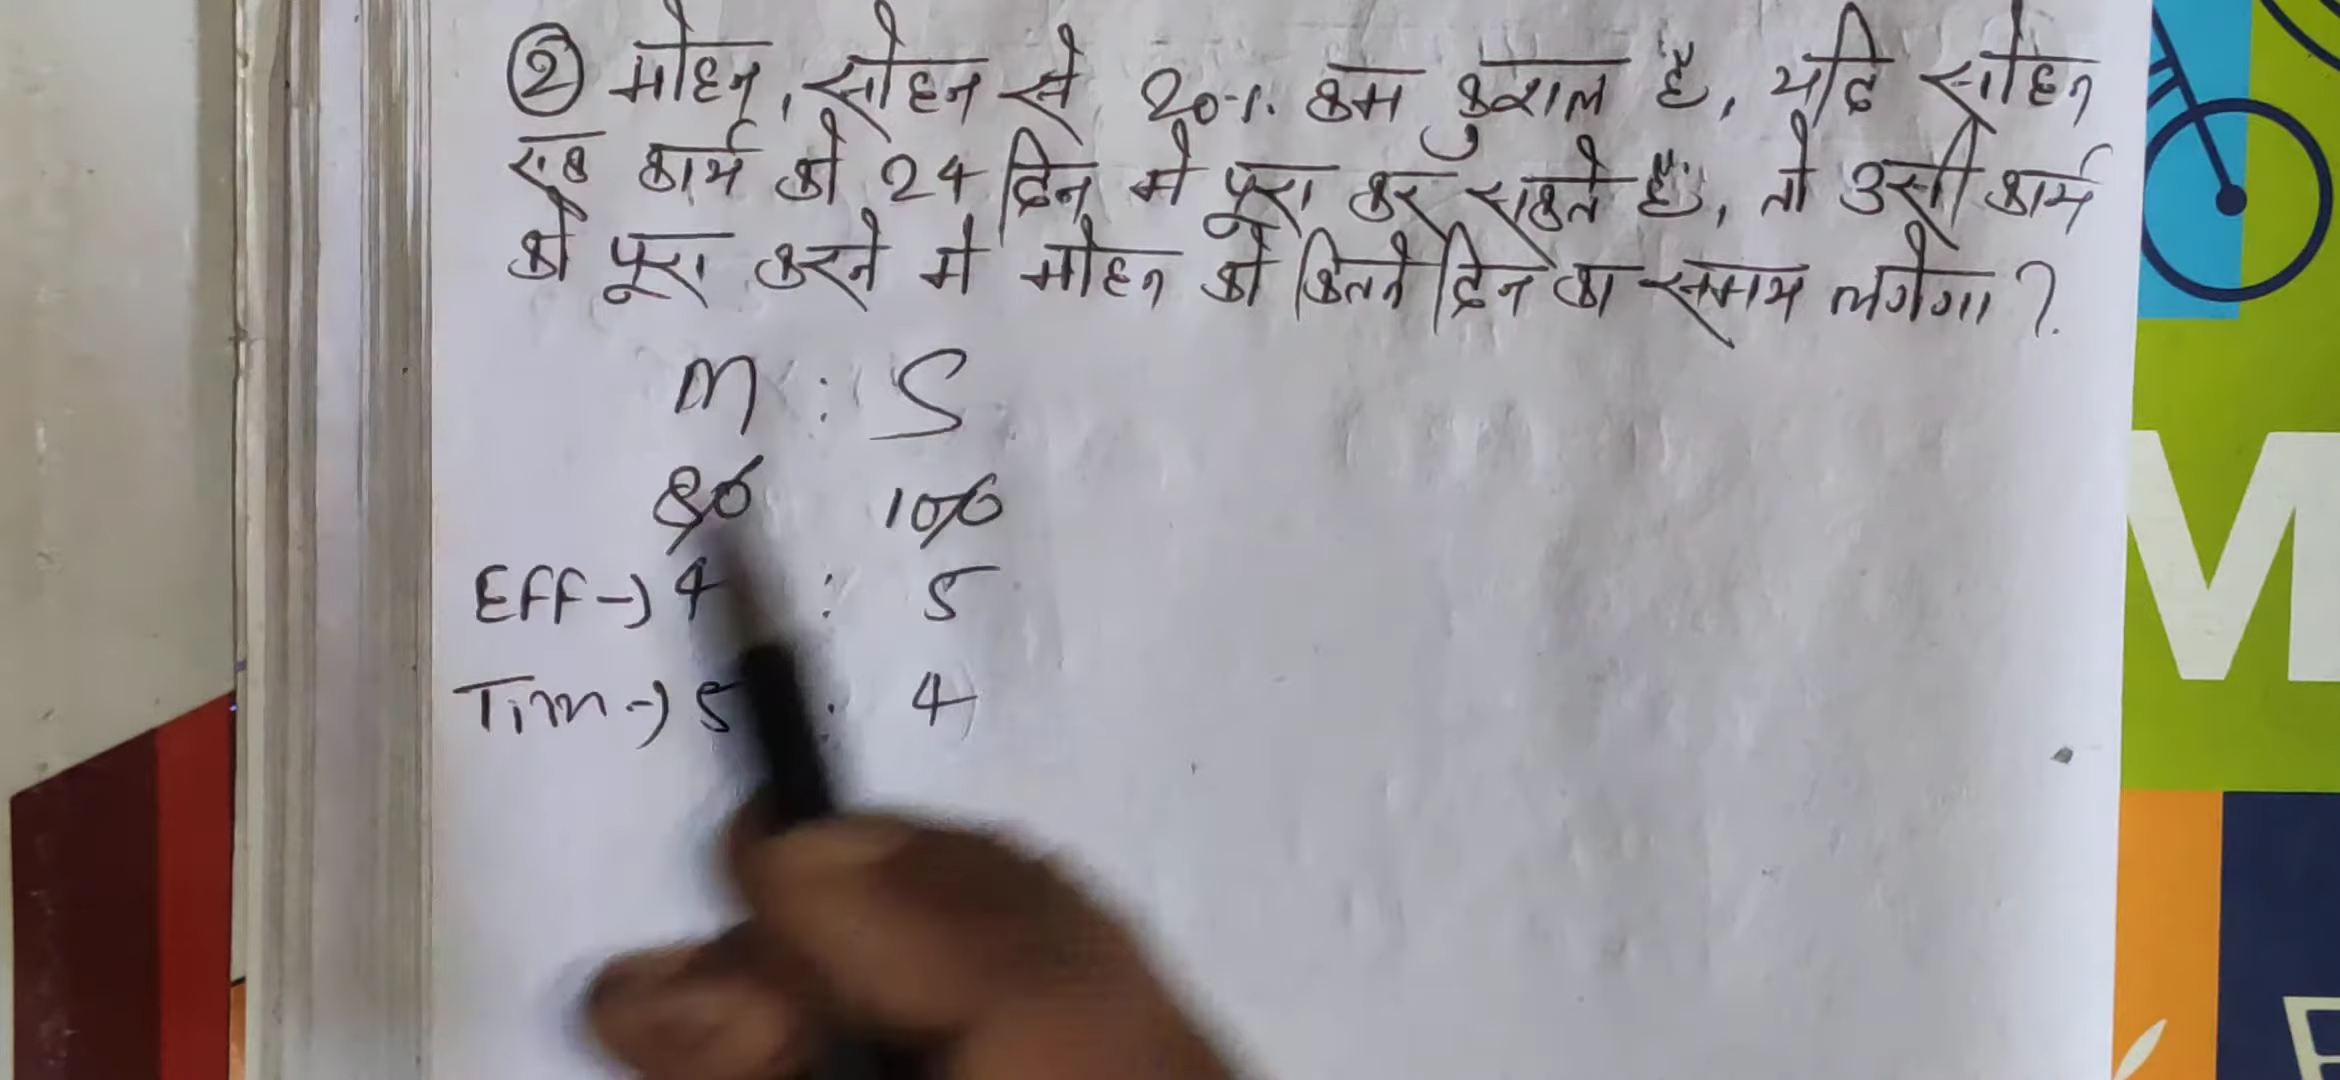 ② मोहन, सोहन से 20% कम कुशल है, यदि सोहन
एक कार्य को 24 दिन मे पूरा कर सकते हैं, तो उसी कार्य
को पूरा करने मे मोहन को कितने दिन का समय लगेगा ?
M : S
80 100
Eff→ 4 : 5
Tim→ 5 : 4
M